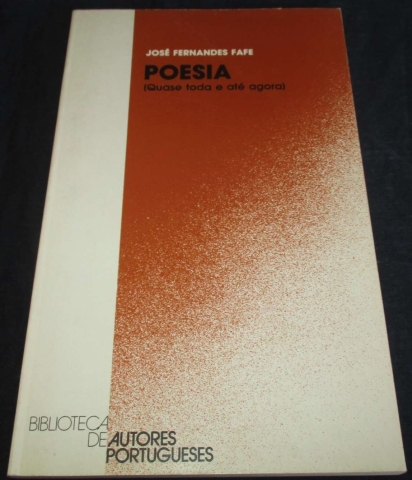 JOSÉ FERNANDES FAFE
POESIA
(Quase toda e até agora)
BIBLIOTECA
DE AUTORES
PORTUGUESES